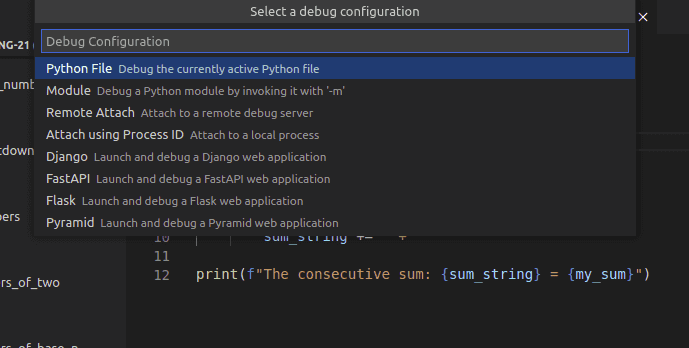 Select a debug configuration
Debug Configuration
Python File Debug the currently active Python file
Module Debug a Python module by invoking it with '-m'
Remote Attach Attach to a remote debug server
Attach using Process ID Attach to a local process
Django Launch and debug a Django web application
FastAPI Launch and debug a FastAPI web application
Flask Launch and debug a Flask web application
Pyramid Launch and debug a Pyramid web application
NG-21
_numb
tdown
bers
ers_of_two
10 sum_string +=
11
12 print(f"The consecutive sum: {sum_string} = {my_sum}")